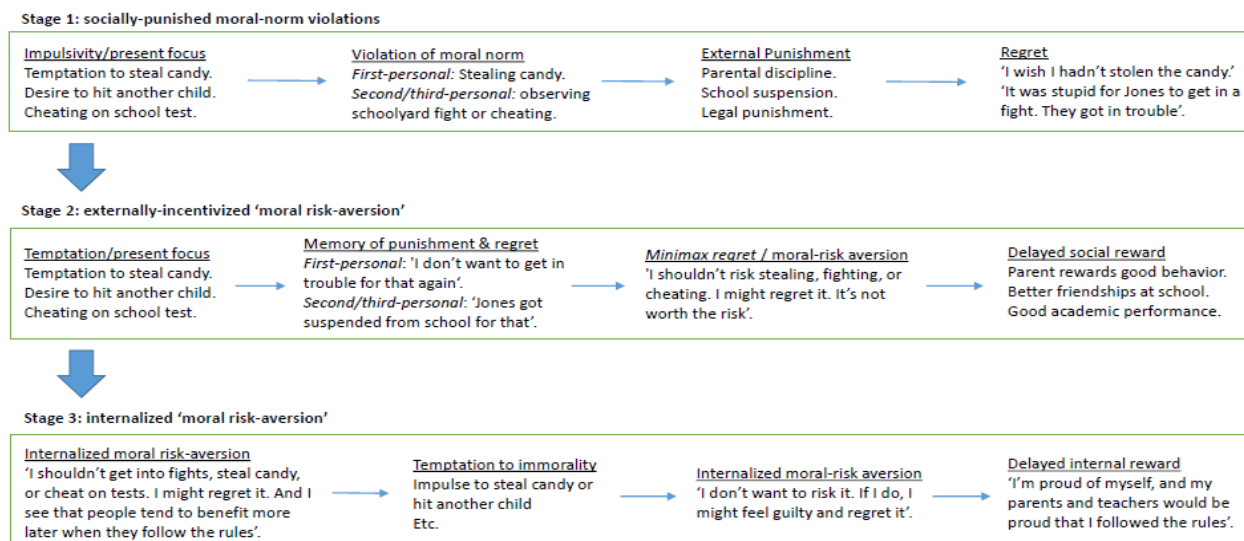 Stage 1: socially-punished moral-norm violations
Impulsivity/present focus
Temptation to steal candy.
Desire to hit another child.
Cheating on school test.
Violation of moral norm
First-personal: Stealing candy.
Second/third-personal: observing
schoolyard fight or cheating.
External Punishment
Parental discipline.
School suspension.
Legal punishment.
Regret
'I wish I hadn't stolen the candy.'
'It was stupid for Jones to get in a
fight. They got in trouble'.
Stage 2: externally-incentivized 'moral risk-aversion'
Temptation/present focus
Temptation to steal candy.
Desire to hit another child.
Cheating on school test.
Memory of punishment & regret
First-personal: 'I don't want to get in
trouble for that again'.
Second/third-personal: 'Jones got
suspended from school for that'.
Minimax regret / moral-risk aversion
'I shouldn't risk stealing, fighting, or
cheating. I might regret it. It's not
worth the risk'.
Delayed social reward
Parent rewards good behavior.
Better friendships at school.
Good academic performance.
Stage 3: internalized 'moral risk-aversion'
Internalized moral risk-aversion
'I shouldn't get into fights, steal candy,
or cheat on tests. I might regret it. And I
see that people tend to benefit more
later when they follow the rules'.
Temptation to immorality
Impulse to steal candy or
hit another child
Etc.
Internalized moral-risk aversion
'I don't want to risk it. If I do, I
might feel guilty and regret it'.
Delayed internal reward
'I'm proud of myself, and my
parents and teachers would be
proud that I followed the rules'.